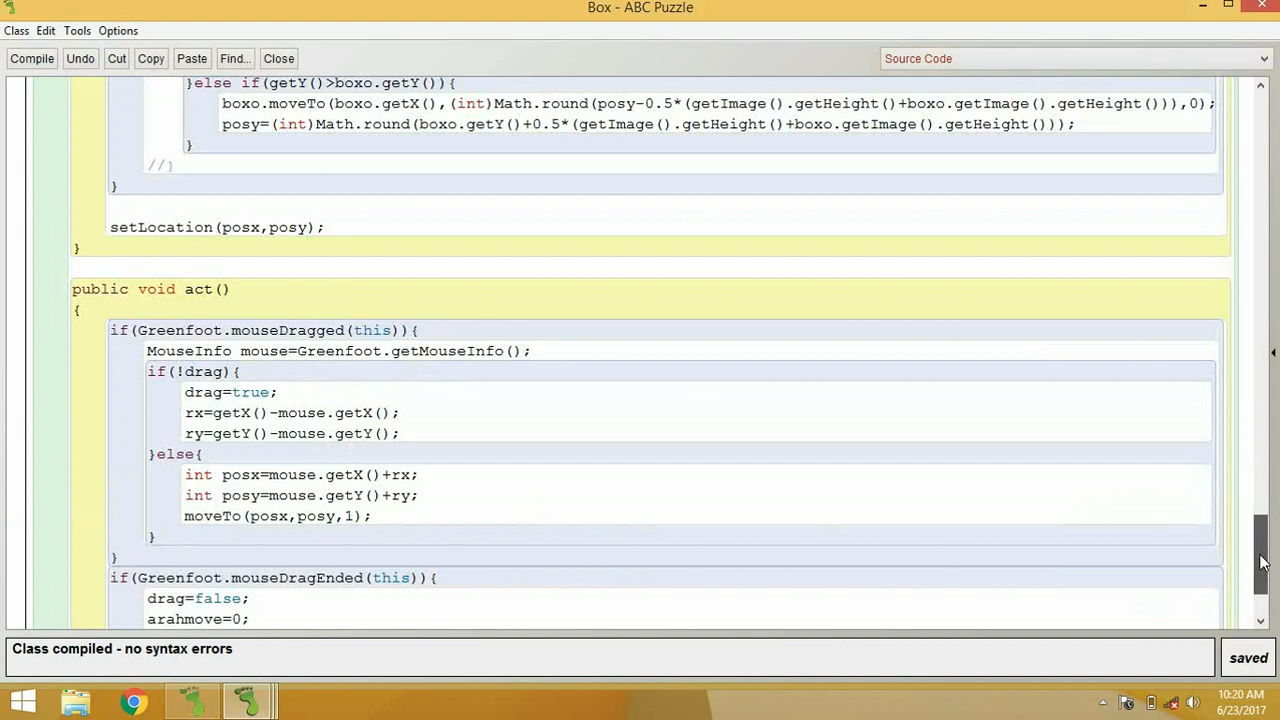 Box - ABC Puzzle
Class Edit Tools Options
Compile Undo Cut Copy Paste Find... Close Source Code
}else if(getY()>boxo.getY()){
boxo.moveTo(boxo.getX(),(int)Math.round(posy-0.5*(getImage().getHeight()+boxo.getImage().getHeight())),0);
posy=(int)Math.round(boxo.getY()+0.5*(getImage().getHeight()+boxo.getImage().getHeight()));
}
//}
}
setLocation(posx,posy);
}
public void act()
{
if(Greenfoot.mouseDragged(this)){
MouseInfo mouse=Greenfoot.getMouseInfo();
if(!drag){
drag=true;
rx=getX()-mouse.getX();
ry=getY()-mouse.getY();
}else{
int posx=mouse.getX()+rx;
int posy=mouse.getY()+ry;
moveTo(posx,posy,1);
}
}
if(Greenfoot.mouseDragEnded(this)){
drag=false;
arahmove=0;
Class compiled - no syntax errors
saved
10:20 AM
6/23/2017